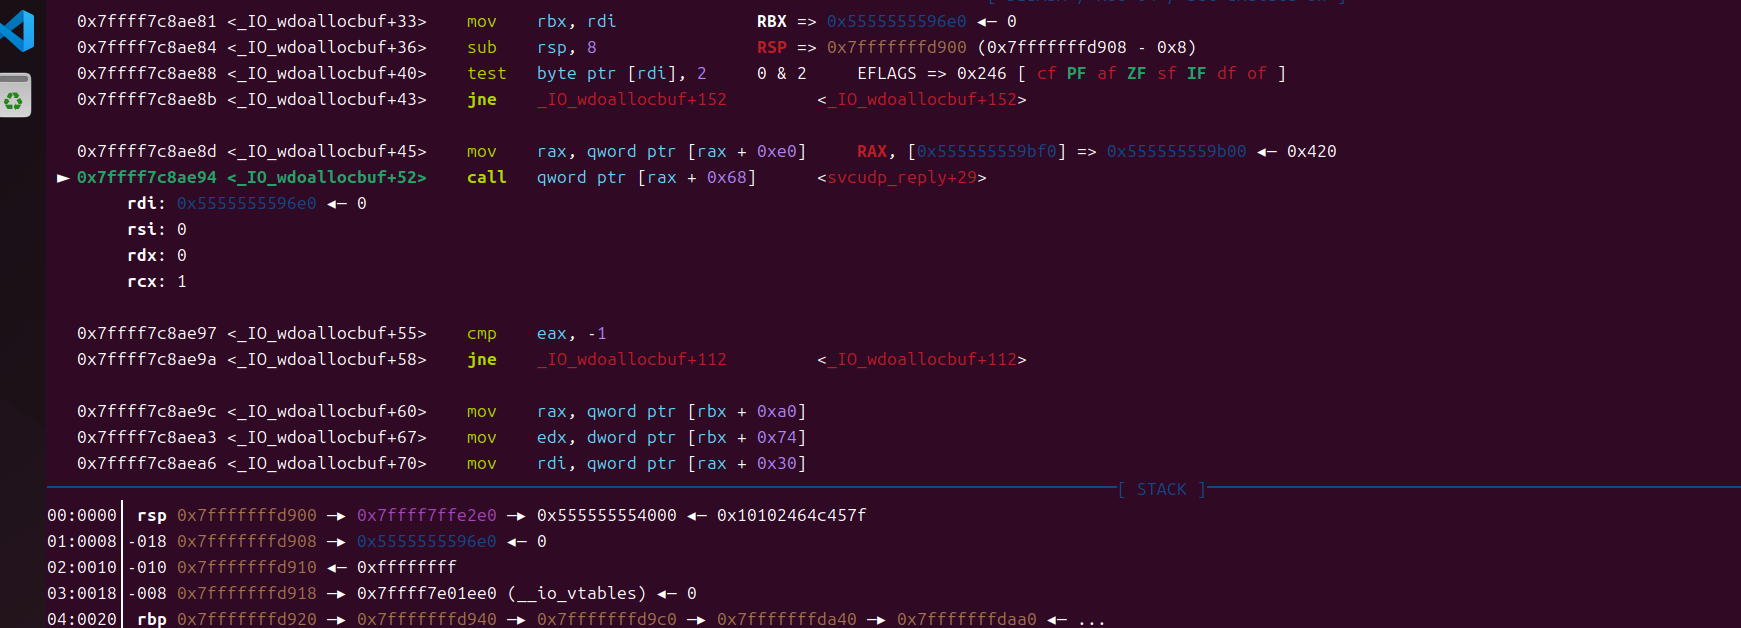 0x7ffff7c8ae81 <_IO_wdoallocbuf+33>    mov    rbx, rdi              RBX => 0x5555555596e0 ◂— 0
0x7ffff7c8ae84 <_IO_wdoallocbuf+36>    sub    rsp, 8                RSP => 0x7fffffffd900 (0x7fffffffd908 - 0x8)
0x7ffff7c8ae88 <_IO_wdoallocbuf+40>    test   byte ptr [rdi], 2     0 & 2     EFLAGS => 0x246 [ cf PF af ZF sf IF df of ]
0x7ffff7c8ae8b <_IO_wdoallocbuf+43>    jne    _IO_wdoallocbuf+152         <_IO_wdoallocbuf+152>
0x7ffff7c8ae8d <_IO_wdoallocbuf+45>    mov    rax, qword ptr [rax + 0xe0]     RAX, [0x555555559bf0] => 0x555555559b00 ◂— 0x420
► 0x7ffff7c8ae94 <_IO_wdoallocbuf+52>    call   qword ptr [rax + 0x68]      <svcudp_reply+29>
rdi: 0x5555555596e0 ◂— 0
rsi: 0
rdx: 0
rcx: 1
0x7ffff7c8ae97 <_IO_wdoallocbuf+55>    cmp    eax, -1
0x7ffff7c8ae9a <_IO_wdoallocbuf+58>    jne    _IO_wdoallocbuf+112         <_IO_wdoallocbuf+112>
0x7ffff7c8ae9c <_IO_wdoallocbuf+60>    mov    rax, qword ptr [rbx + 0xa0]
0x7ffff7c8aea3 <_IO_wdoallocbuf+67>    mov    edx, dword ptr [rbx + 0x74]
0x7ffff7c8aea6 <_IO_wdoallocbuf+70>    mov    rdi, qword ptr [rax + 0x30]
[ STACK ]
00:0000│ rsp 0x7fffffffd900 —▸ 0x7ffff7ffe2e0 —▸ 0x555555554000 ◂— 0x10102464c457f
01:0008│-018 0x7fffffffd908 —▸ 0x5555555596e0 ◂— 0
02:0010│-010 0x7fffffffd910 ◂— 0xffffffff
03:0018│-008 0x7fffffffd918 —▸ 0x7ffff7e01ee0 (__io_vtables) ◂— 0
04:0020│ rbp 0x7fffffffd920 —▸ 0x7fffffffd940 —▸ 0x7fffffffd9c0 —▸ 0x7fffffffda40 —▸ 0x7fffffffdaa0 ◂— ...